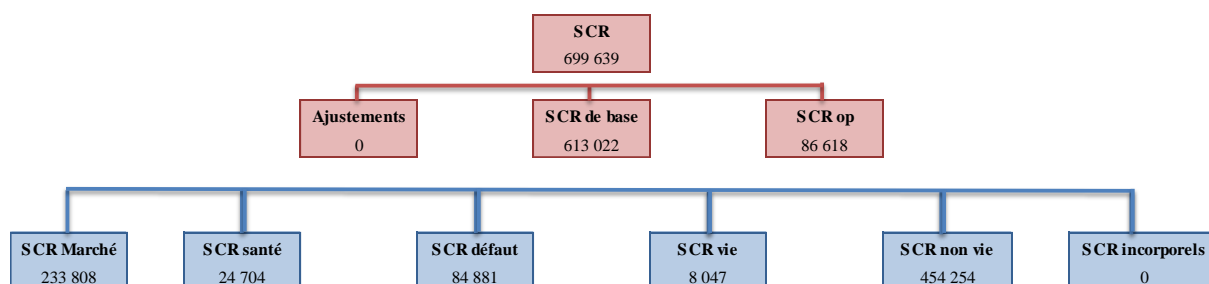 SCR
699 639
Ajustements
0
SCR de base
613 022
SCR op
86 618
SCR Marché
233 808
SCR santé
24 704
SCR défaut
84 881
SCR vie
8 047
SCR non vie
454 254
SCR incorporels
0